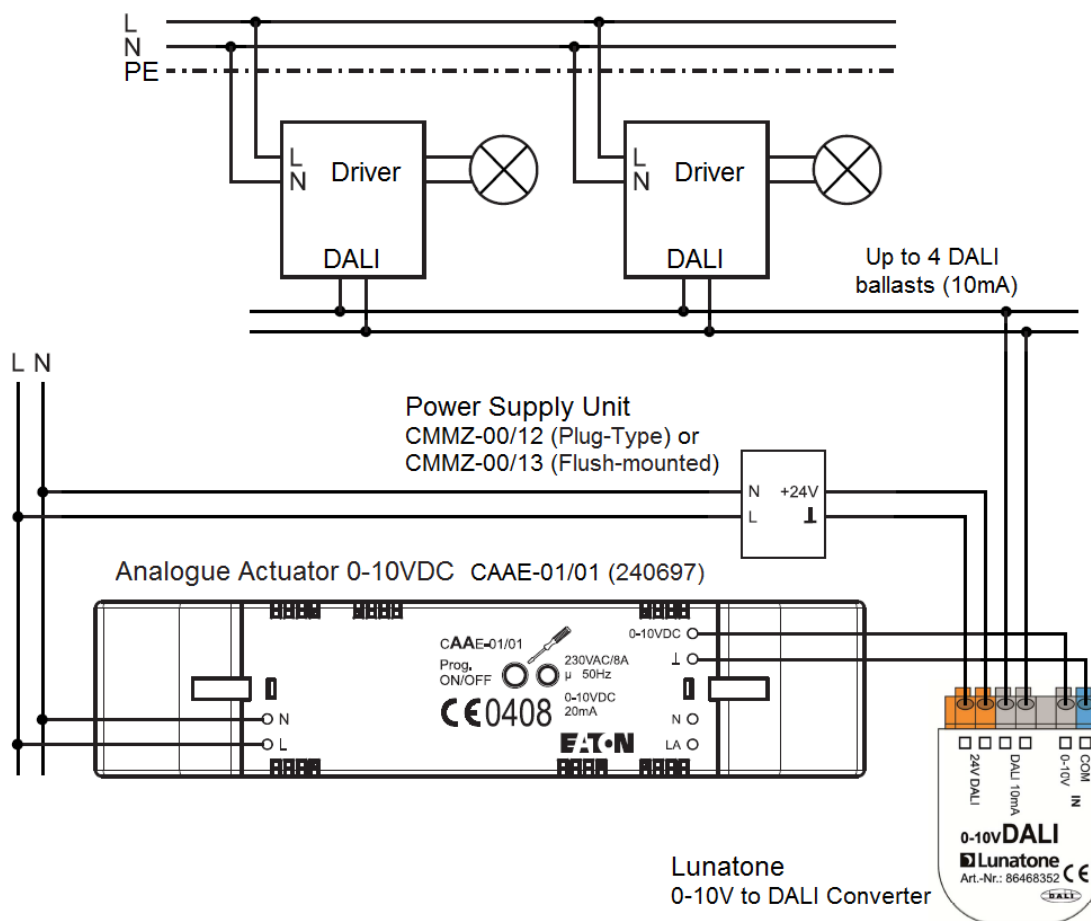 L
N
PE
L
N
Driver
DALI
L
N
Driver
DALI
Up to 4 DALI
ballasts (10mA)
L N
Power Supply Unit
CMMZ-00/12 (Plug-Type) or
CMMZ-00/13 (Flush-mounted)
N +24V
L ⊥
Analogue Actuator 0-10VDC CAAE-01/01 (240697)
CAAE-01/01
Prog.
ON/OFF
230VAC/8A
µ 50Hz
0-10VDC
20mA
CE0408
EATON
0-10VDC
⊥
N
L
N
LA
24V DALI
DALI 10mA
0-10V
COM
IN
0-10V DALI
Lunatone
Art.-Nr.: 86468352 CE
DALI
Lunatone
0-10V to DALI Converter